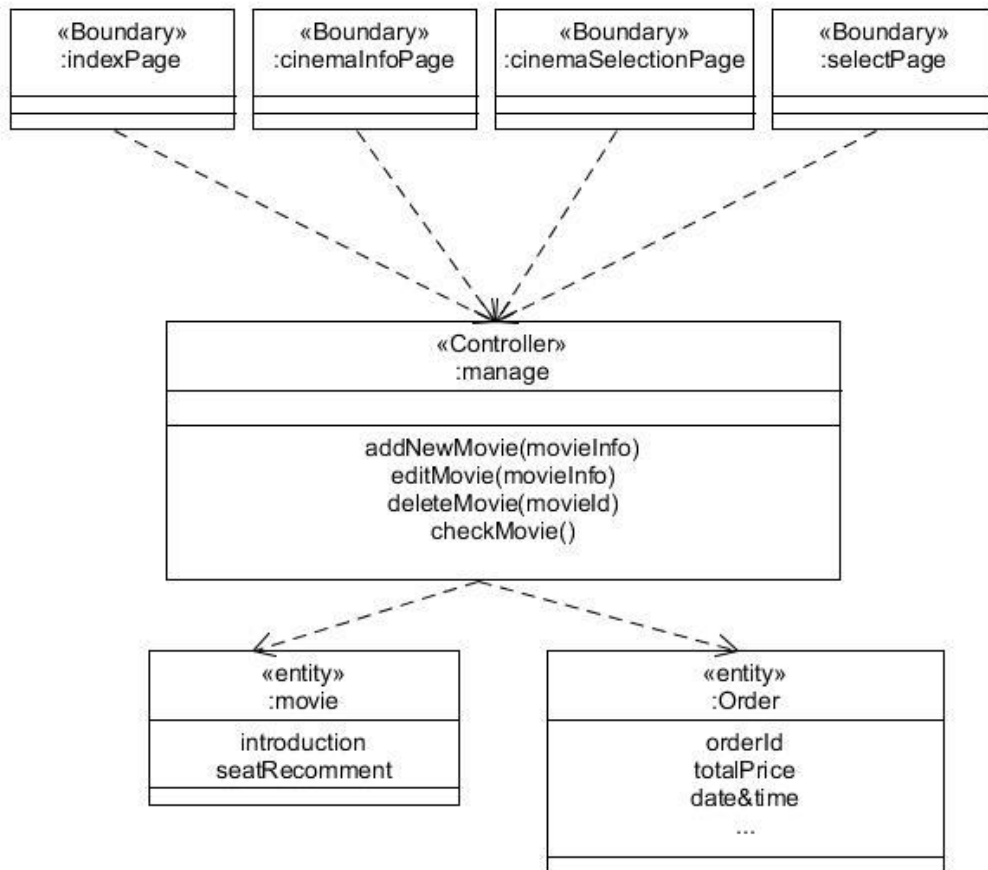 «Boundary»
:indexPage
«Boundary»
:cinemaInfoPage
«Boundary»
:cinemaSelectionPage
«Boundary»
:selectPage
«Controller»
:manage
addNewMovie(movieInfo)
editMovie(movieInfo)
deleteMovie(movieId)
checkMovie()
«entity»
:movie
introduction
seatRecomment
«entity»
:Order
orderId
totalPrice
date&time
...